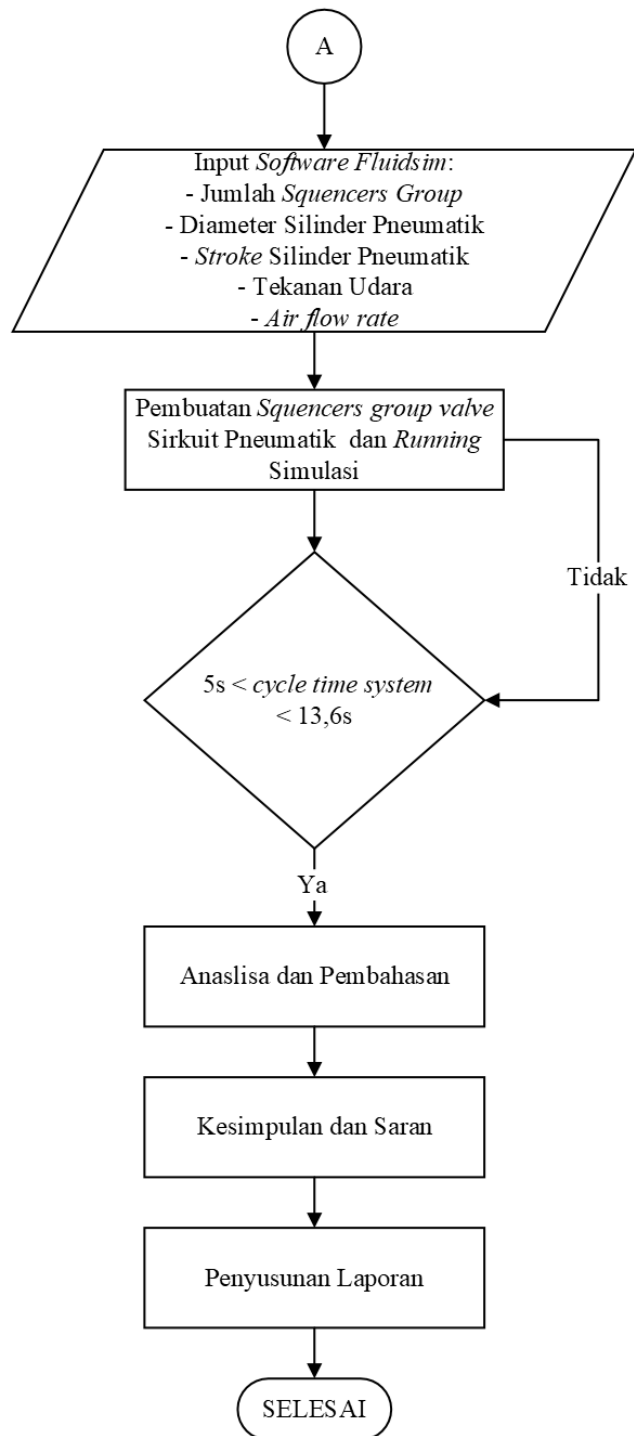 A
Input Software Fluidsim:
- Jumlah Squencers Group
- Diameter Silinder Pneumatik
- Stroke Silinder Pneumatik
- Tekanan Udara
- Air flow rate
Pembuatan Squencers group valve
Sirkuit Pneumatik dan Running
Simulasi
Tidak
5s < cycle time system
< 13,6s
Ya
Anaslisa dan Pembahasan
Kesimpulan dan Saran
Penyusunan Laporan
SELESAI